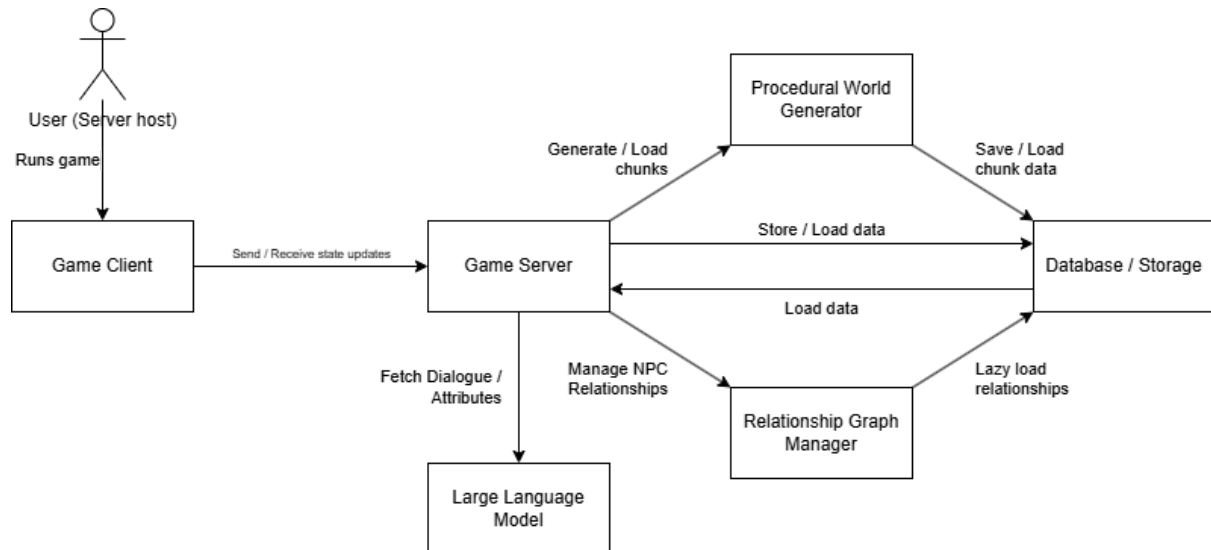 User (Server host)
Runs game
Game Client
Send / Receive state updates
Game Server
Generate / Load
chunks
Procedural World
Generator
Save / Load
chunk data
Store / Load data
Load data
Database / Storage
Fetch Dialogue /
Attributes
Manage NPC
Relationships
Relationship Graph
Manager
Lazy load
relationships
Large Language
Model